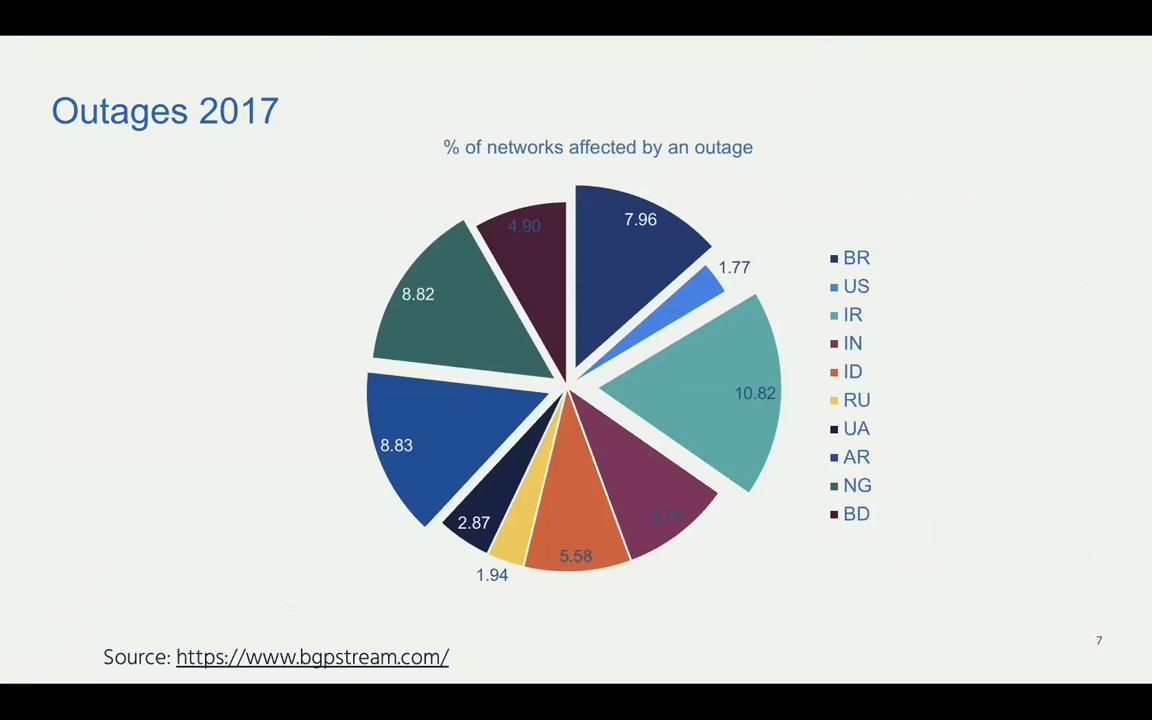 Outages 2017
% of networks affected by an outage
7.96
1.77
10.82
5.58
1.94
2.87
8.83
8.82
4.90
BR
US
IR
IN
ID
RU
UA
AR
NG
BD
Source: https://www.bgpstream.com/
7